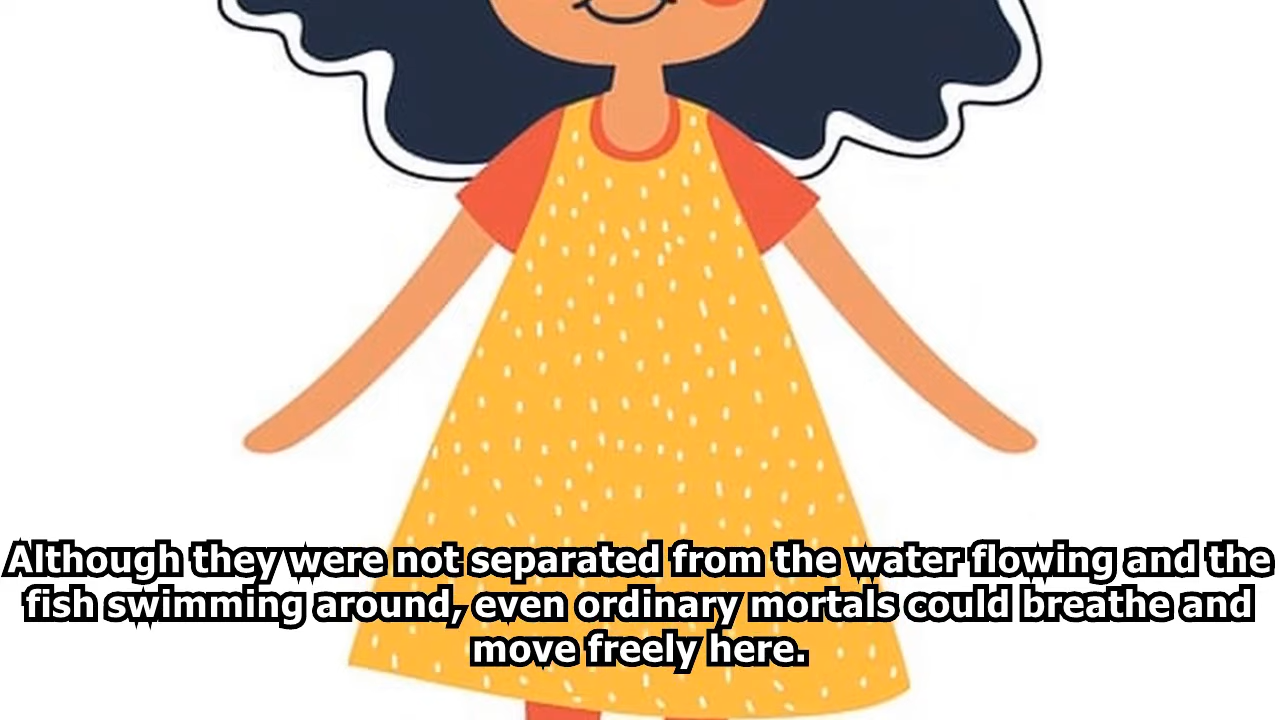 Although they were not separated from the water flowing and the
fish swimming around, even ordinary mortals could breathe and
move freely here.